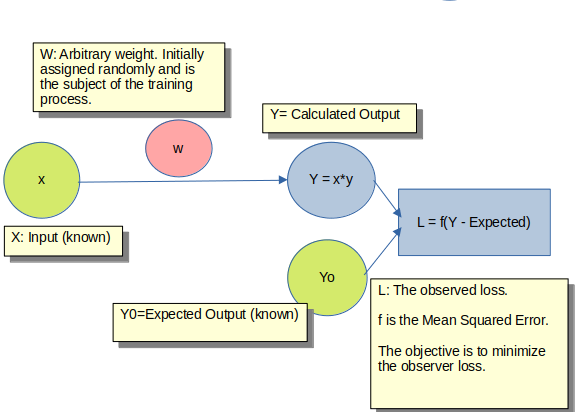 W: Arbitrary weight. Initially
assigned randomly and is
the subject of the training
process.
Y= Calculated Output
w
x
Y = x*y
L = f(Y - Expected)
X: Input (known)
Yo
Y0=Expected Output (known)
L: The observed loss.
f is the Mean Squared Error.
The objective is to minimize
the observer loss.